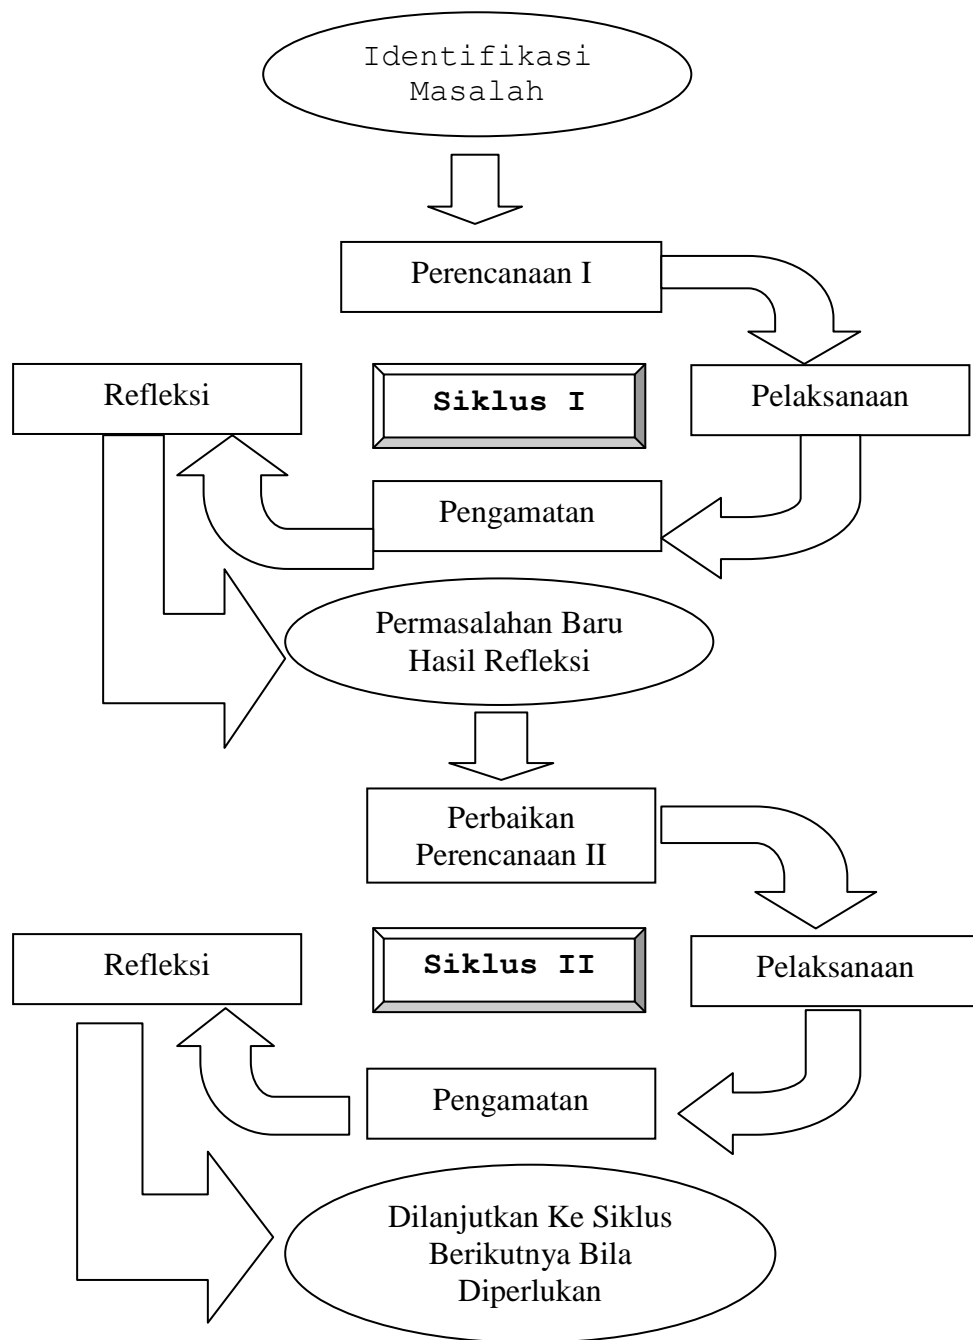 Identifikasi
Masalah
Perencanaan I
Refleksi
Siklus I
Pelaksanaan
Pengamatan
Permasalahan Baru
Hasil Refleksi
Perbaikan
Perencanaan II
Refleksi
Siklus II
Pelaksanaan
Pengamatan
Dilanjutkan Ke Siklus
Berikutnya Bila
Diperlukan